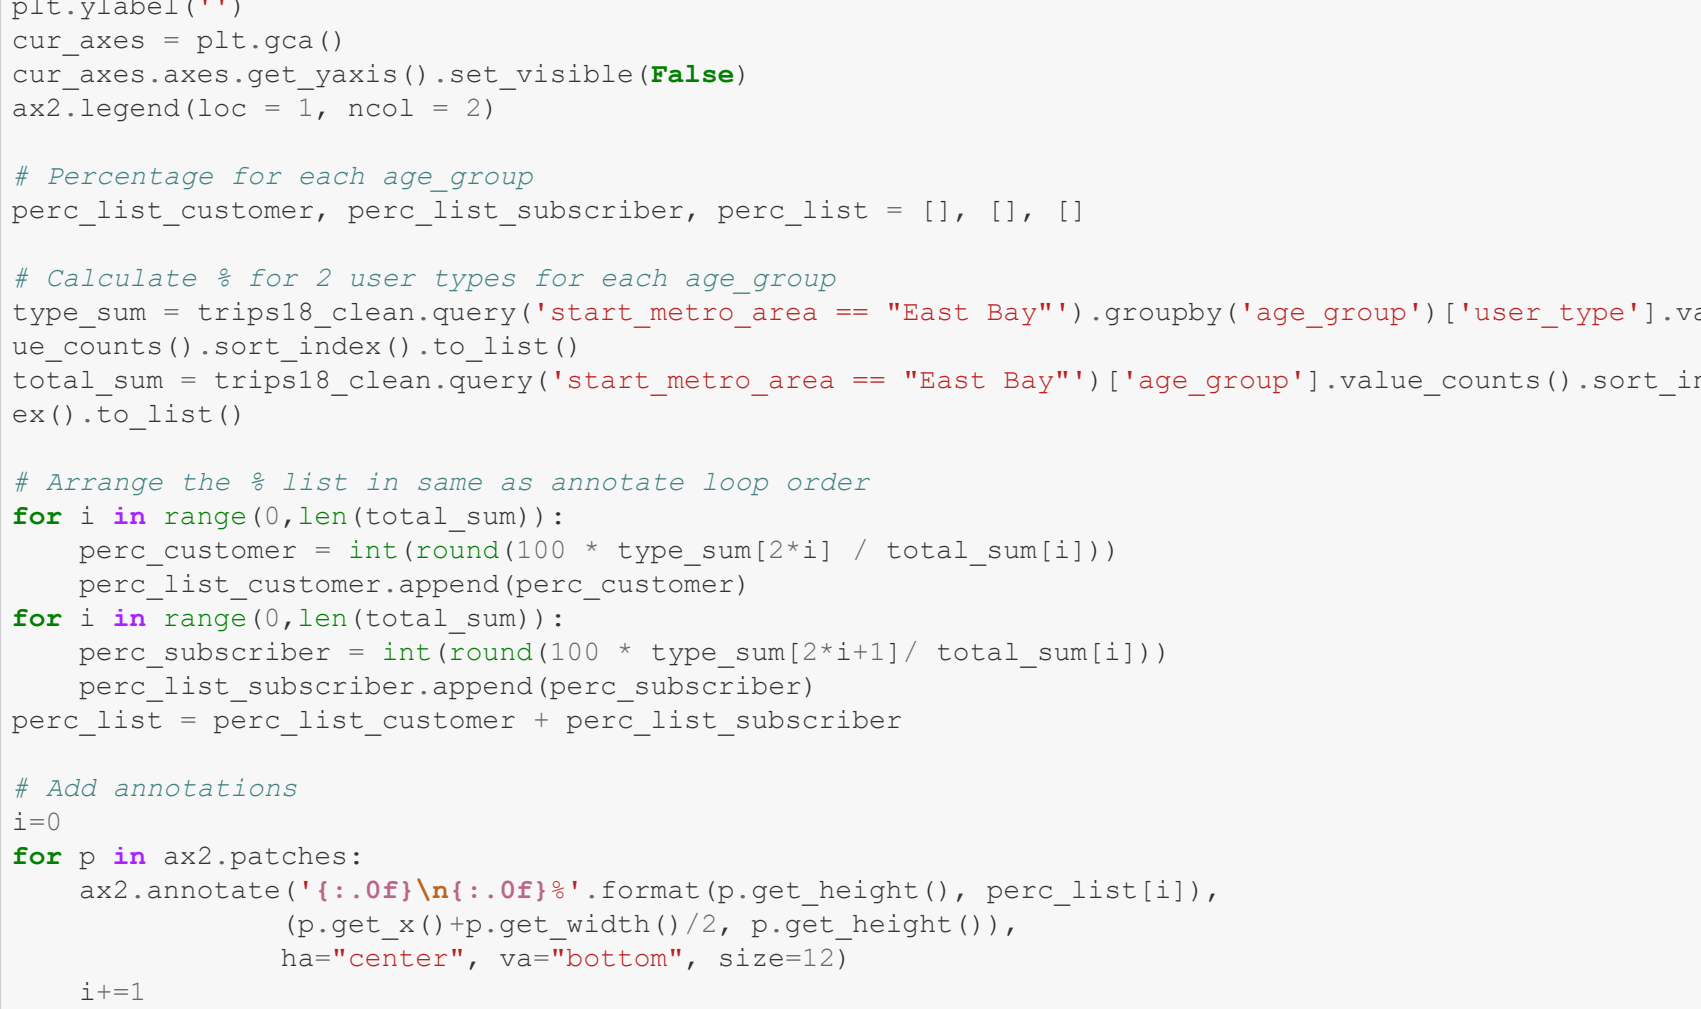 plt.ylabel('')
cur_axes = plt.gca()
cur_axes.axes.get_yaxis().set_visible(False)
ax2.legend(loc = 1, ncol = 2)

# Percentage for each age_group
perc_list_customer, perc_list_subscriber, perc_list = [], [], []

# Calculate % for 2 user types for each age_group
type_sum = trips18_clean.query('start_metro_area == "East Bay"').groupby('age_group')['user_type'].va
ue_counts().sort_index().to_list()
total_sum = trips18_clean.query('start_metro_area == "East Bay"')['age_group'].value_counts().sort_in
ex().to_list()

# Arrange the % list in same as annotate loop order
for i in range(0,len(total_sum)):
    perc_customer = int(round(100 * type_sum[2*i] / total_sum[i]))
    perc_list_customer.append(perc_customer)
for i in range(0,len(total_sum)):
    perc_subscriber = int(round(100 * type_sum[2*i+1]/ total_sum[i]))
    perc_list_subscriber.append(perc_subscriber)
perc_list = perc_list_customer + perc_list_subscriber

# Add annotations
i=0
for p in ax2.patches:
    ax2.annotate('{:.0f}\n{:.0f}%'.format(p.get_height(), perc_list[i]),
                (p.get_x()+p.get_width()/2, p.get_height()),
                ha="center", va="bottom", size=12)
    i+=1